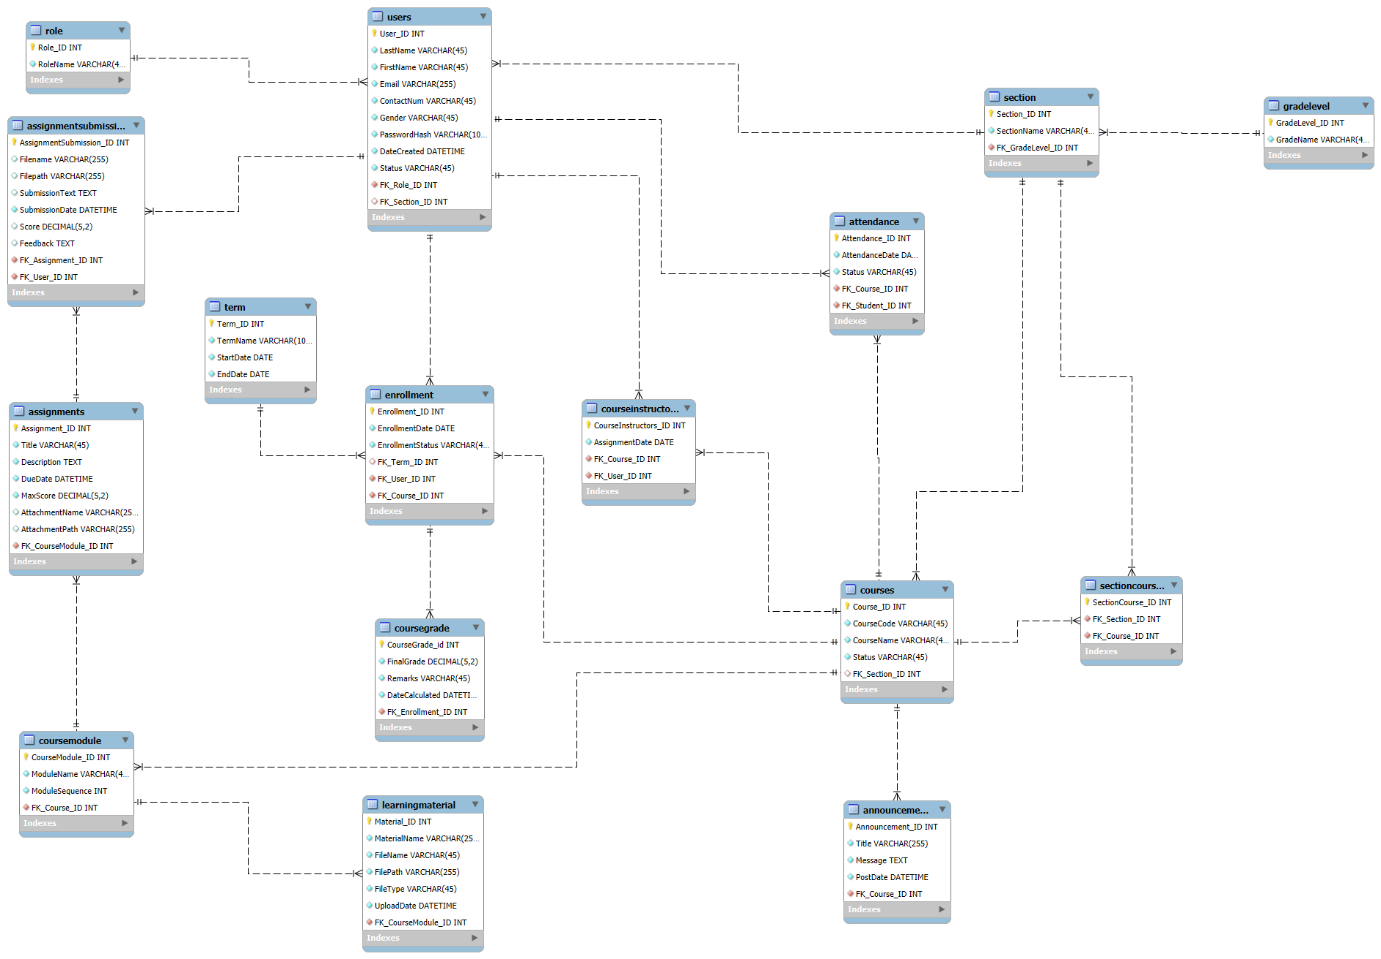 role
Role_ID INT
RoleName VARCHAR(4...
Indexes
users
User_ID INT
LastName VARCHAR(45)
FirstName VARCHAR(45)
Email VARCHAR(255)
ContactNum VARCHAR(45)
Gender VARCHAR(45)
PasswordHash VARCHAR(10...
DateCreated DATETIME
Status VARCHAR(45)
FK_Role_ID INT
FK_Section_ID INT
Indexes
section
Section_ID INT
SectionName VARCHAR(4...
FK_GradeLevel_ID INT
Indexes
gradelevel
GradeLevel_ID INT
GradeName VARCHAR(4...
Indexes
assignmentsubmissi...
AssignmentSubmission_ID INT
Filename VARCHAR(255)
Filepath VARCHAR(255)
SubmissionText TEXT
SubmissionDate DATETIME
Score DECIMAL(5,2)
Feedback TEXT
FK_Assignment_ID INT
FK_User_ID INT
Indexes
attendance
Attendance_ID INT
AttendanceDate DA...
Status VARCHAR(45)
FK_Course_ID INT
FK_Student_ID INT
Indexes
term
Term_ID INT
TermName VARCHAR(10...
StartDate DATE
EndDate DATE
Indexes
enrollment
Enrollment_ID INT
EnrollmentDate DATE
EnrollmentStatus VARCHAR(4...
FK_Term_ID INT
FK_User_ID INT
FK_Course_ID INT
Indexes
courseinstructo...
CourseInstructors_ID INT
AssignmentDate DATE
FK_Course_ID INT
FK_User_ID INT
Indexes
assignments
Assignment_ID INT
Title VARCHAR(45)
Description TEXT
DueDate DATETIME
MaxScore DECIMAL(5,2)
AttachmentName VARCHAR(25...
AttachmentPath VARCHAR(255)
FK_CourseModule_ID INT
Indexes
courses
Course_ID INT
CourseCode VARCHAR(45)
CourseName VARCHAR(4...
Status VARCHAR(45)
FK_Section_ID INT
Indexes
sectioncours...
SectionCourse_ID INT
FK_Section_ID INT
FK_Course_ID INT
Indexes
coursegrade
CourseGrade_id INT
FinalGrade DECIMAL(5,2)
Remarks VARCHAR(45)
DateCalculated DATETI...
FK_Enrollment_ID INT
Indexes
coursemodule
CourseModule_ID INT
ModuleName VARCHAR(4...
ModuleSequence INT
FK_Course_ID INT
Indexes
learningmaterial
Material_ID INT
MaterialName VARCHAR(25...
FileName VARCHAR(45)
FilePath VARCHAR(255)
FileType VARCHAR(45)
UploadDate DATETIME
FK_CourseModule_ID INT
Indexes
announceme...
Announcement_ID INT
Title VARCHAR(255)
Message TEXT
PostDate DATETIME
FK_Course_ID INT
Indexes